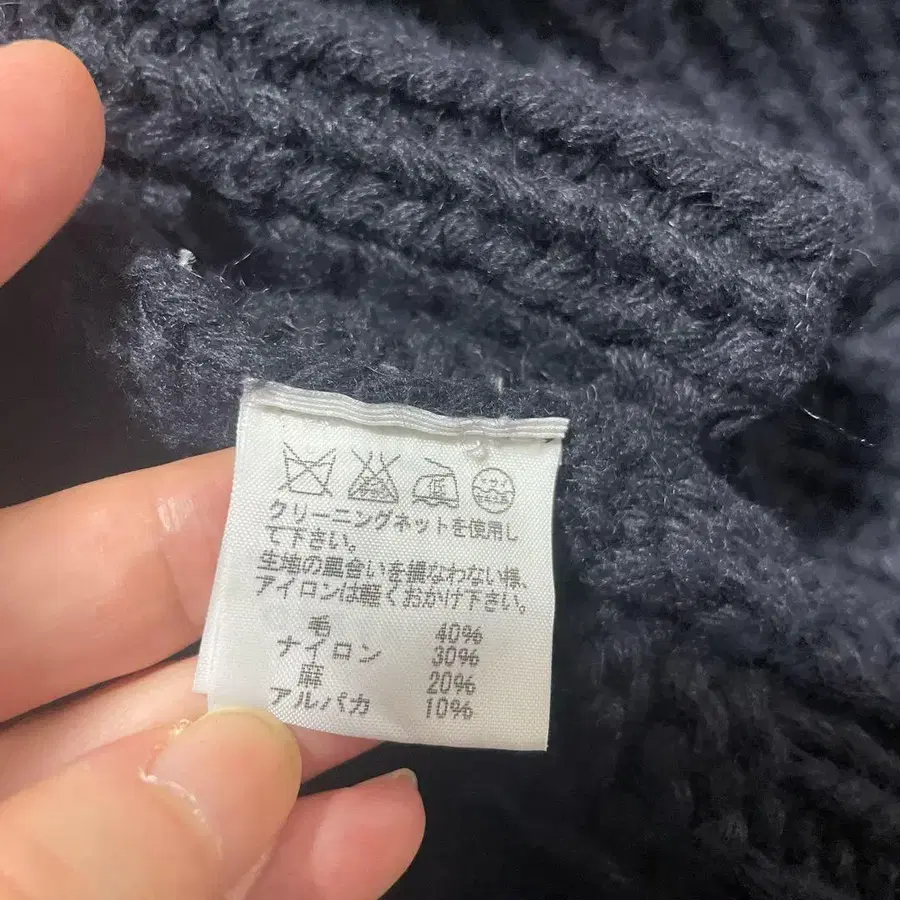 クリーニングネットを使用し
て下さい。
生地の風合いを損なわない様、
アイロンは軽くおかけ下さい。
毛 40%
ナイロン 30%
麻 20%
アルパカ 10%